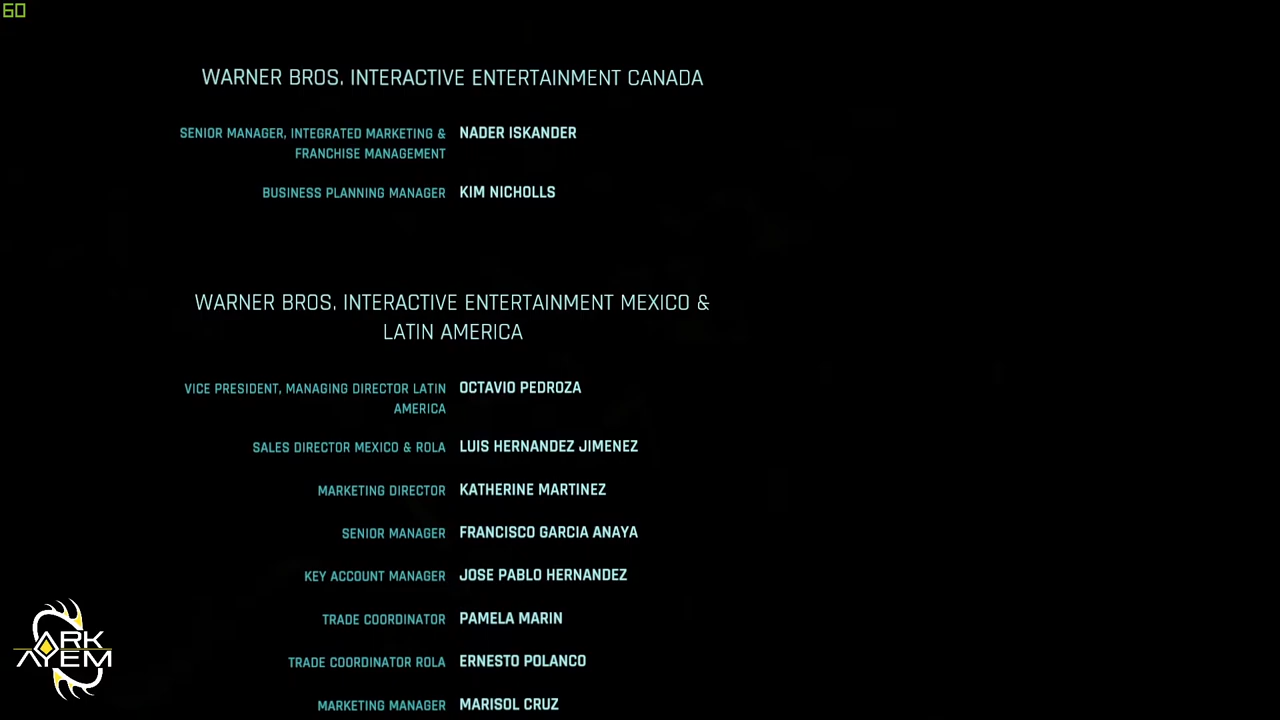 60
WARNER BROS. INTERACTIVE ENTERTAINMENT CANADA
SENIOR MANAGER, INTEGRATED MARKETING & NADER ISKANDER
FRANCHISE MANAGEMENT
BUSINESS PLANNING MANAGER KIM NICHOLLS
WARNER BROS. INTERACTIVE ENTERTAINMENT MEXICO &
LATIN AMERICA
VICE PRESIDENT, MANAGING DIRECTOR LATIN OCTAVIO PEDROZA
AMERICA
SALES DIRECTOR MEXICO & ROLA LUIS HERNANDEZ JIMENEZ
MARKETING DIRECTOR KATHERINE MARTINEZ
SENIOR MANAGER FRANCISCO GARCIA ANAYA
KEY ACCOUNT MANAGER JOSE PABLO HERNANDEZ
TRADE COORDINATOR PAMELA MARIN
TRADE COORDINATOR ROLA ERNESTO POLANCO
MARKETING MANAGER MARISOL CRUZ
ARK
AYEM